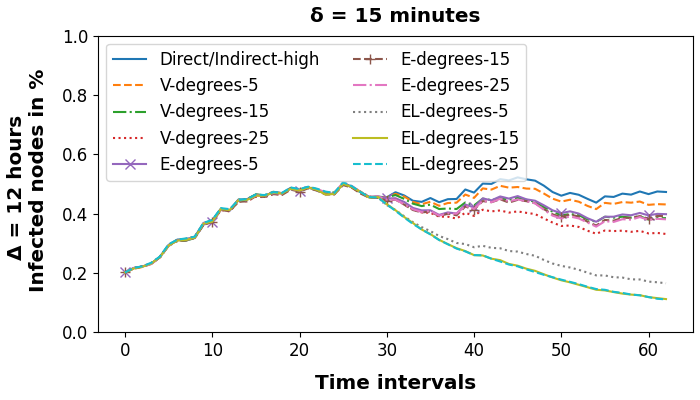 δ = 15 minutes
Δ = 12 hours
Infected nodes in %
1.0
0.8
0.6
0.4
0.2
0.0
Direct/Indirect-high
V-degrees-5
V-degrees-15
V-degrees-25
E-degrees-5
E-degrees-15
E-degrees-25
EL-degrees-5
EL-degrees-15
EL-degrees-25
0 10 20 30 40 50 60
Time intervals